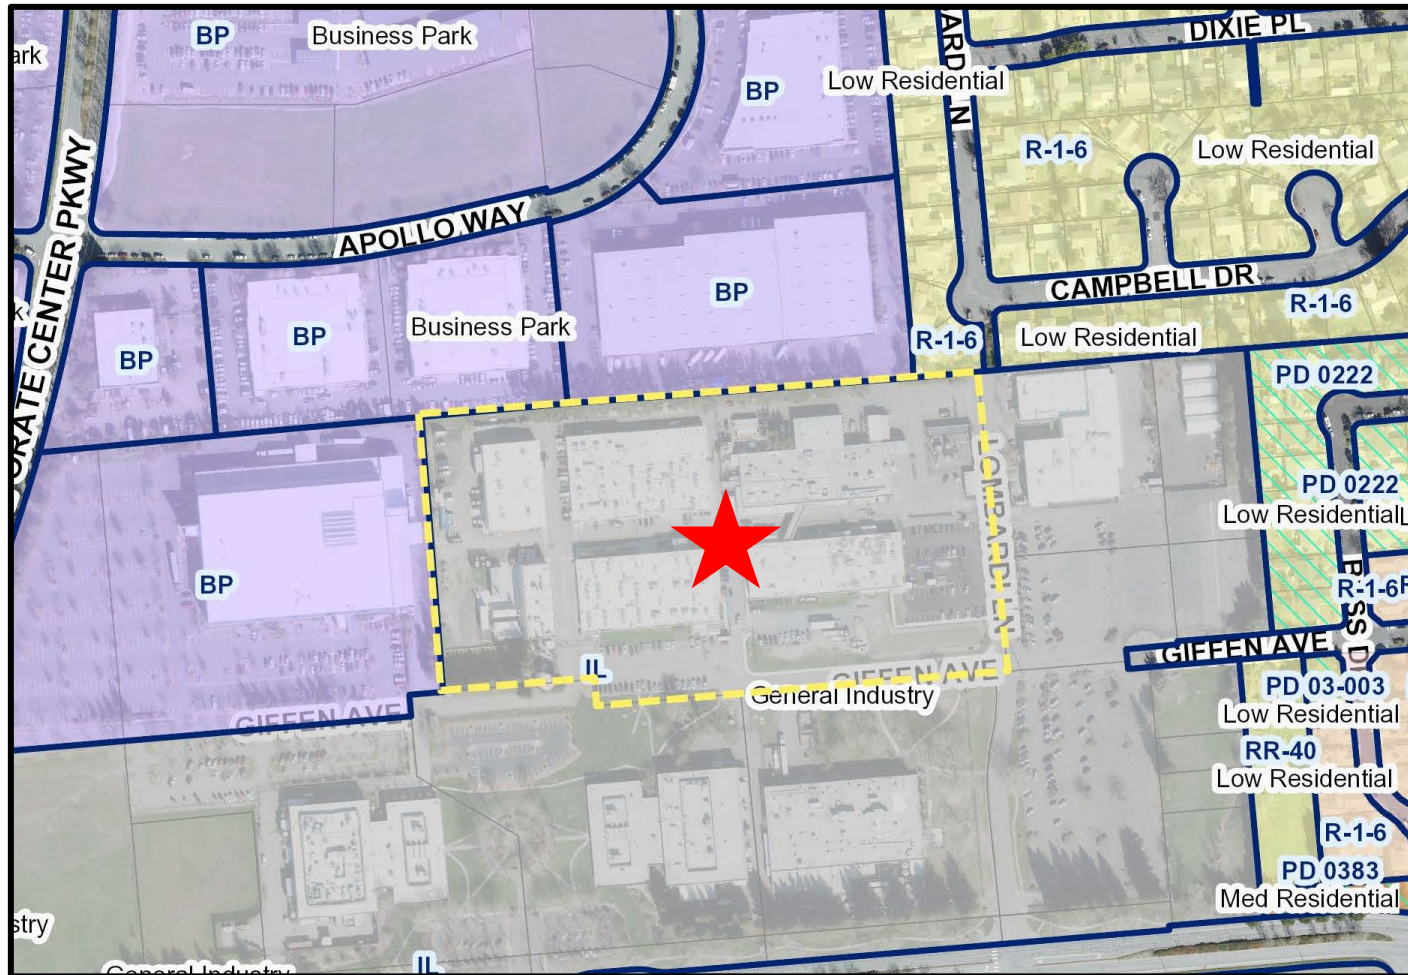 BP
Business Park
ark
DIXIE PL
Low Residential
BP
ARDI LN
R-1-6
Low Residential
CORPORATE CENTER PKWY
APOLLO WAY
CAMPBELL DR
BP
R-1-6
BP
BP
Business Park
R-1-6
Low Residential
PD 0222
PD 0222
Low Residential
LOMBARDI LN
BP
R-1-6
GIFFEN AVE
IL
GIFFEN AVE
General Industry
PD 03-003
Low Residential
GIFFEN AVE
RR-40
Low Residential
R-1-6
PD 0383
Med Residential
stry
General Industry
IL